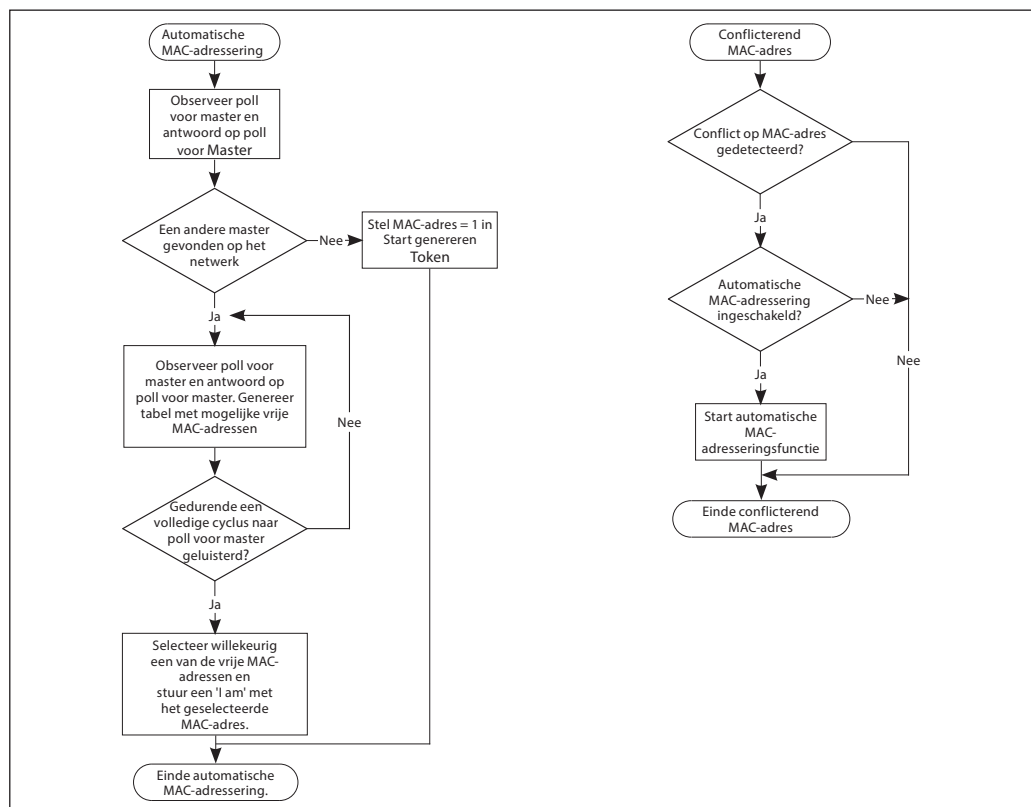 Automatische
MAC-adressering
Observeer poll
voor master en
antwoord op poll
voor Master
Een andere master
gevonden op het
netwerk
Nee
Stel MAC-adres = 1 in
Start genereren
Token
Ja
Observeer poll voor
master en antwoord op
poll voor master. Genereer
tabel met mogelijke vrije
MAC-adressen
Nee
Gedurende een
volledige cyclus naar
poll voor master
geluisterd?
Ja
Selecteer willekeurig
een van de vrije MAC-
adressen en
stuur een 'I am' met
het geselecteerde
MAC-adres.
Einde automatische
MAC-adressering.
Conflicterend
MAC-adres
Conflict op MAC-adres
gedetecteerd?
Ja
Automatische
MAC-adressering
ingeschakeld?
Nee
Nee
Ja
Start automatische
MAC-
adresseringsfunctie
Einde conflicterend
MAC-adres